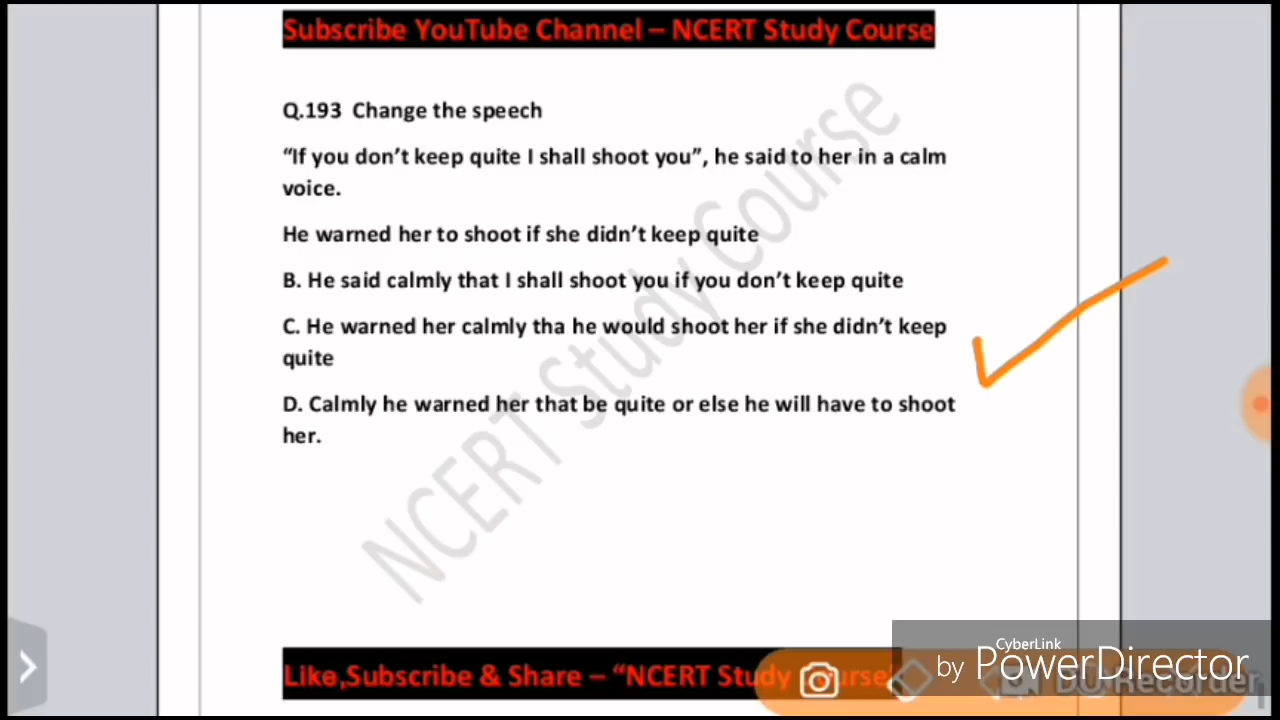 Subscribe YouTube Channel – NCERT Study Course
Q.193 Change the speech
“If you don’t keep quite I shall shoot you”, he said to her in a calm
voice.
He warned her to shoot if she didn’t keep quite
B. He said calmly that I shall shoot you if you don’t keep quite
C. He warned her calmly tha he would shoot her if she didn’t keep
quite
D. Calmly he warned her that be quite or else he will have to shoot
her.
NCERT Study Course
Like,Subscribe & Share – “NCERT Study Course”
CyberLink
by PowerDirector
DU Recorder